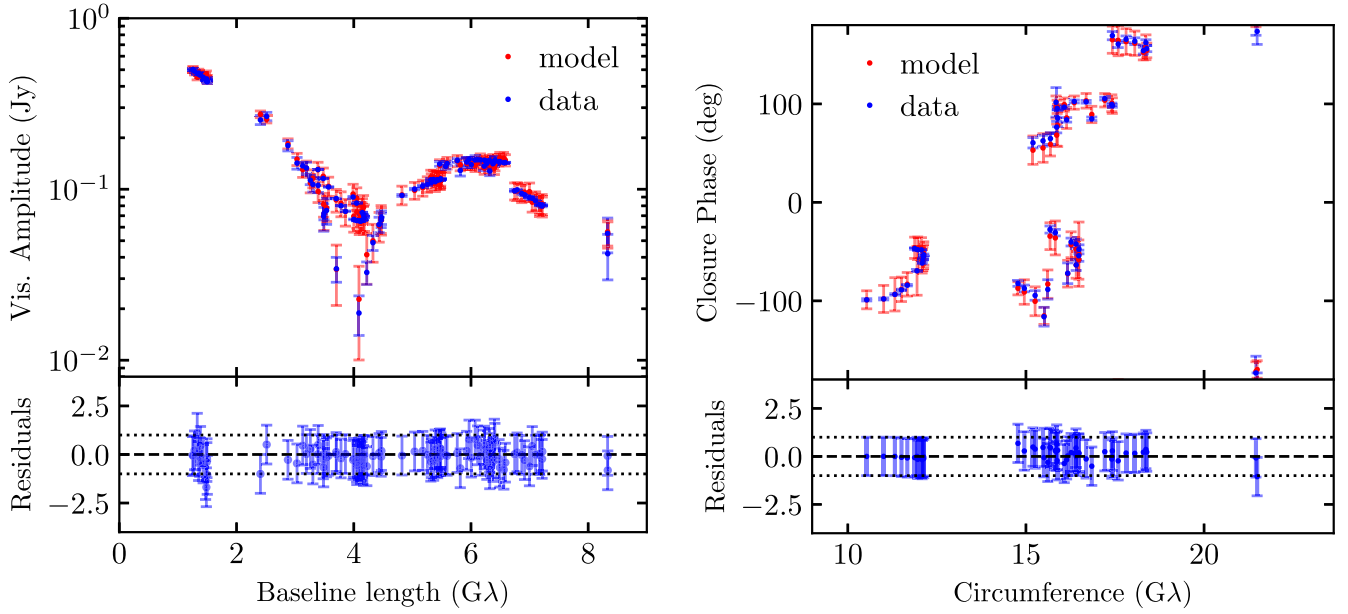 10⁰
10⁻¹
10⁻²
Vis. Amplitude (Jy)
model
data
2.5
0.0
−2.5
Residuals
0 2 4 6 8
Baseline length (Gλ)
100
0
−100
Closure Phase (deg)
model
data
2.5
0.0
−2.5
Residuals
10 15 20
Circumference (Gλ)